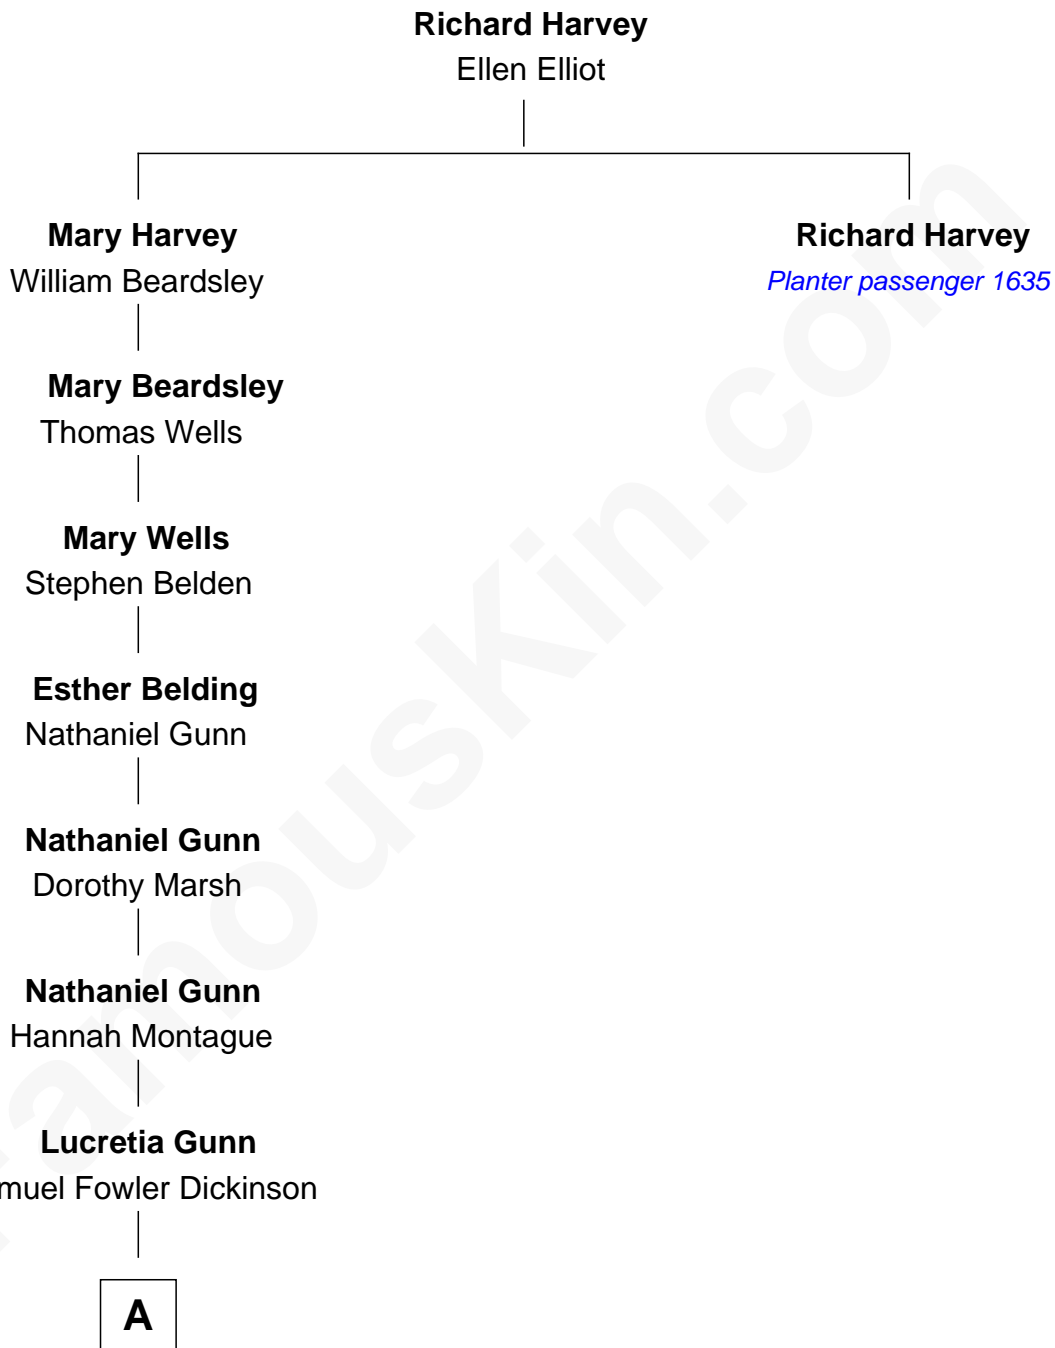 Richard Harvey
Ellen Elliot
Mary Harvey
William Beardsley
Richard Harvey
Planter passenger 1635
Mary Beardsley
Thomas Wells
Mary Wells
Stephen Belden
Esther Belding
Nathaniel Gunn
Nathaniel Gunn
Dorothy Marsh
Nathaniel Gunn
Hannah Montague
Lucretia Gunn
muel Fowler Dickinson
A
FamousKin.com